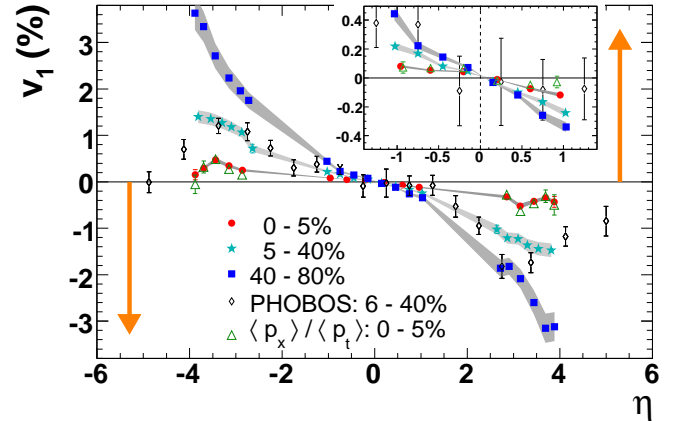 v1 (%)
3
2
1
0
-1
-2
-3
0.4
0.2
0
-0.2
-0.4
-1 -0.5 0 0.5 1
0 - 5%
5 - 40%
40 - 80%
PHOBOS: 6 - 40%
⟨ px ⟩ / ⟨ pt ⟩: 0 - 5%
-6 -4 -2 0 2 4 6
η